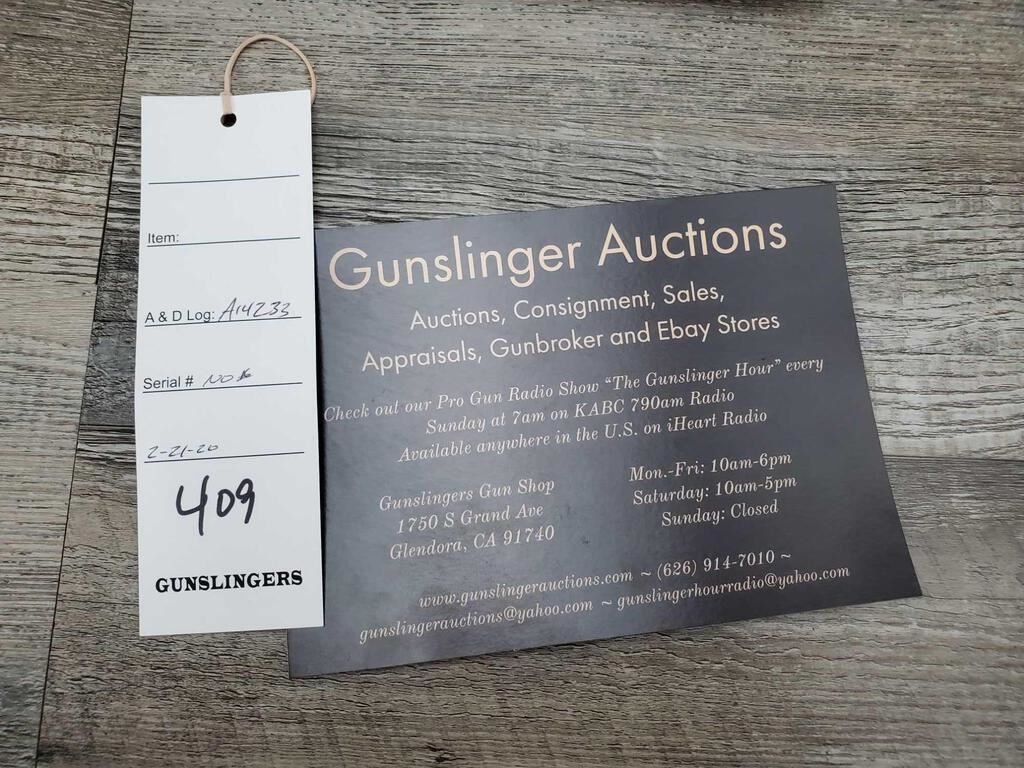 Item:
A & D Log: A14233
Serial #
2-21-20
409
GUNSLINGERS
Gunslinger Auctions
Auctions, Consignment, Sales,
Appraisals, Gunbroker and Ebay Stores
Check out our Pro Gun Radio Show "The Gunslinger Hour" every
Sunday at 7am on KABC 790am Radio
Available anywhere in the U.S. on iHeart Radio
Gunslingers Gun Shop
1750 S Grand Ave
Glendora, CA 91740
Mon.-Fri: 10am-6pm
Saturday: 10am-5pm
Sunday: Closed
www.gunslingerauctions.com ~ (626) 914-7010 ~
gunslingerauctions@yahoo.com ~ gunslingerhourradio@yahoo.com